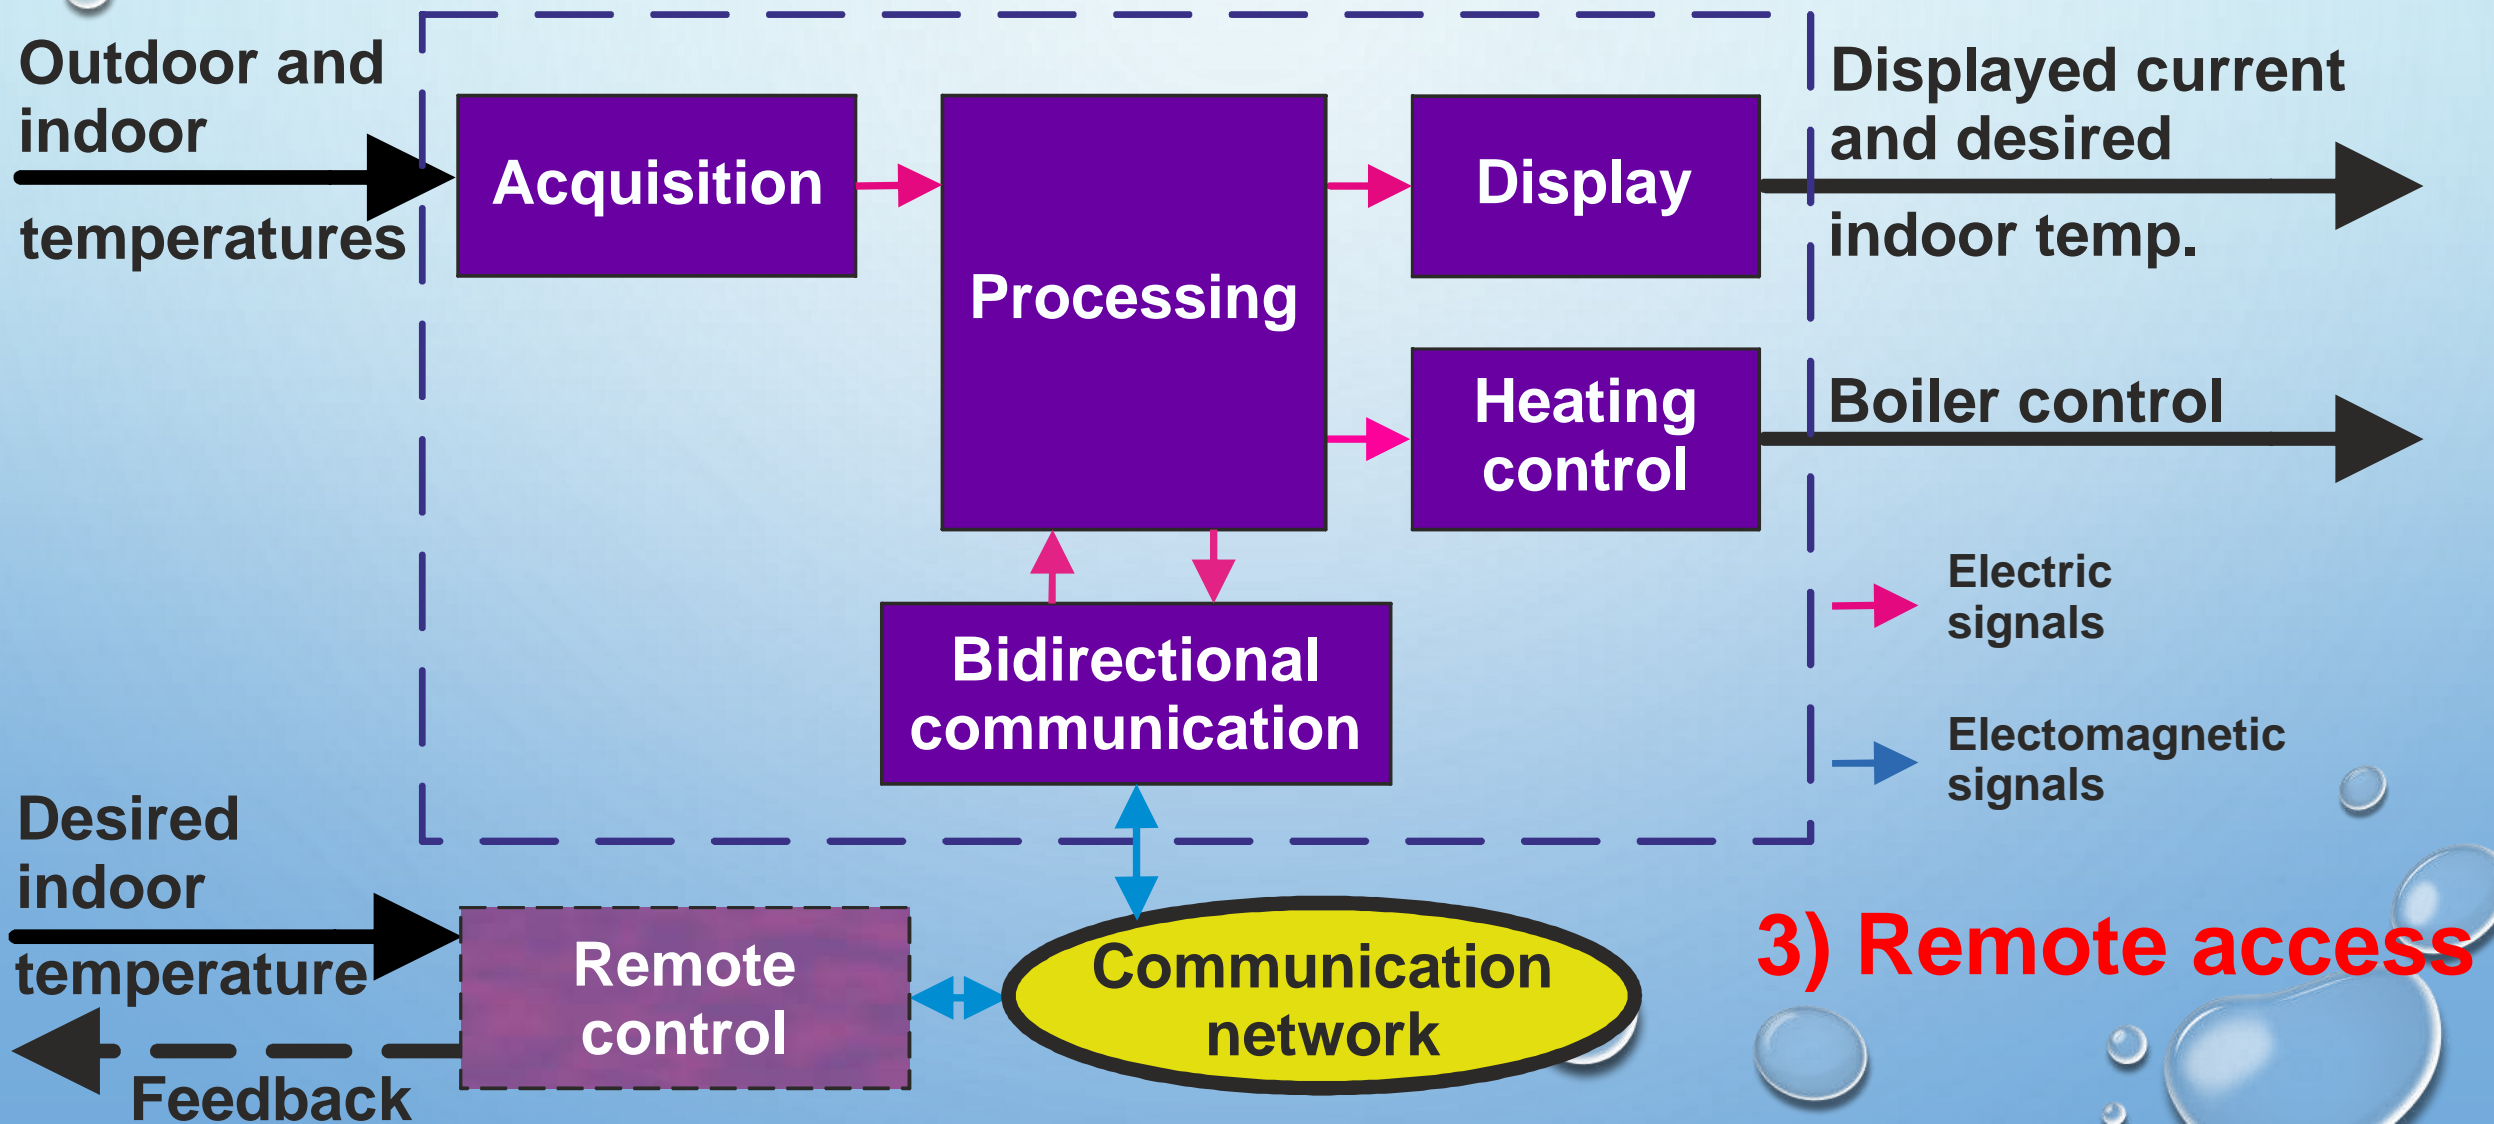 Outdoor and
indoor
temperatures
Acquisition
Processing
Display
Displayed current
and desired
indoor temp.
Heating
control
Boiler control
Bidirectional
communication
Electric
signals
Electomagnetic
signals
Desired
indoor
temperature
Remote
control
Communication
network
3) Remote access
Feedback